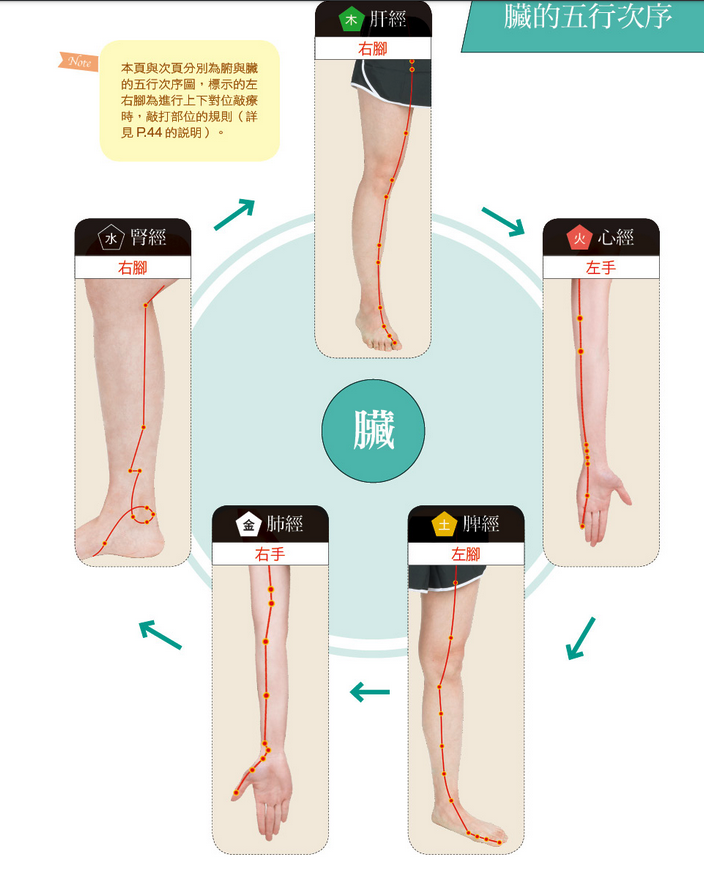 臟的五行次序
木 肝經
右腳
Note
本頁與次頁分別為腑與臟
的五行次序圖，標示的左
右腳為進行上下對位敲療
時，敲打部位的規則（詳
見 P.44 的說明）。
水 腎經
右腳
火 心經
左手
臟
金 肺經
右手
土 脾經
左腳